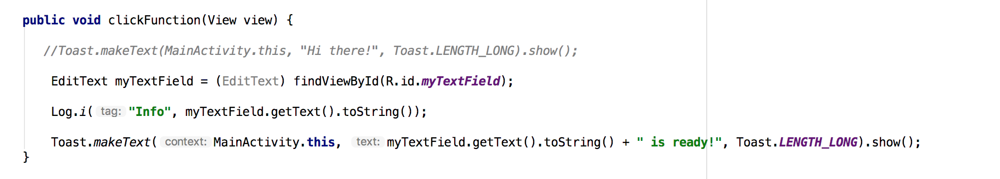 public void clickFunction(View view) {
//Toast.makeText(MainActivity.this, "Hi there!", Toast.LENGTH_LONG).show();
EditText myTextField = (EditText) findViewById(R.id.myTextField);
Log.i( tag: "Info", myTextField.getText().toString());
Toast.makeText( context: MainActivity.this, text: myTextField.getText().toString() + " is ready!", Toast.LENGTH_LONG).show();
}